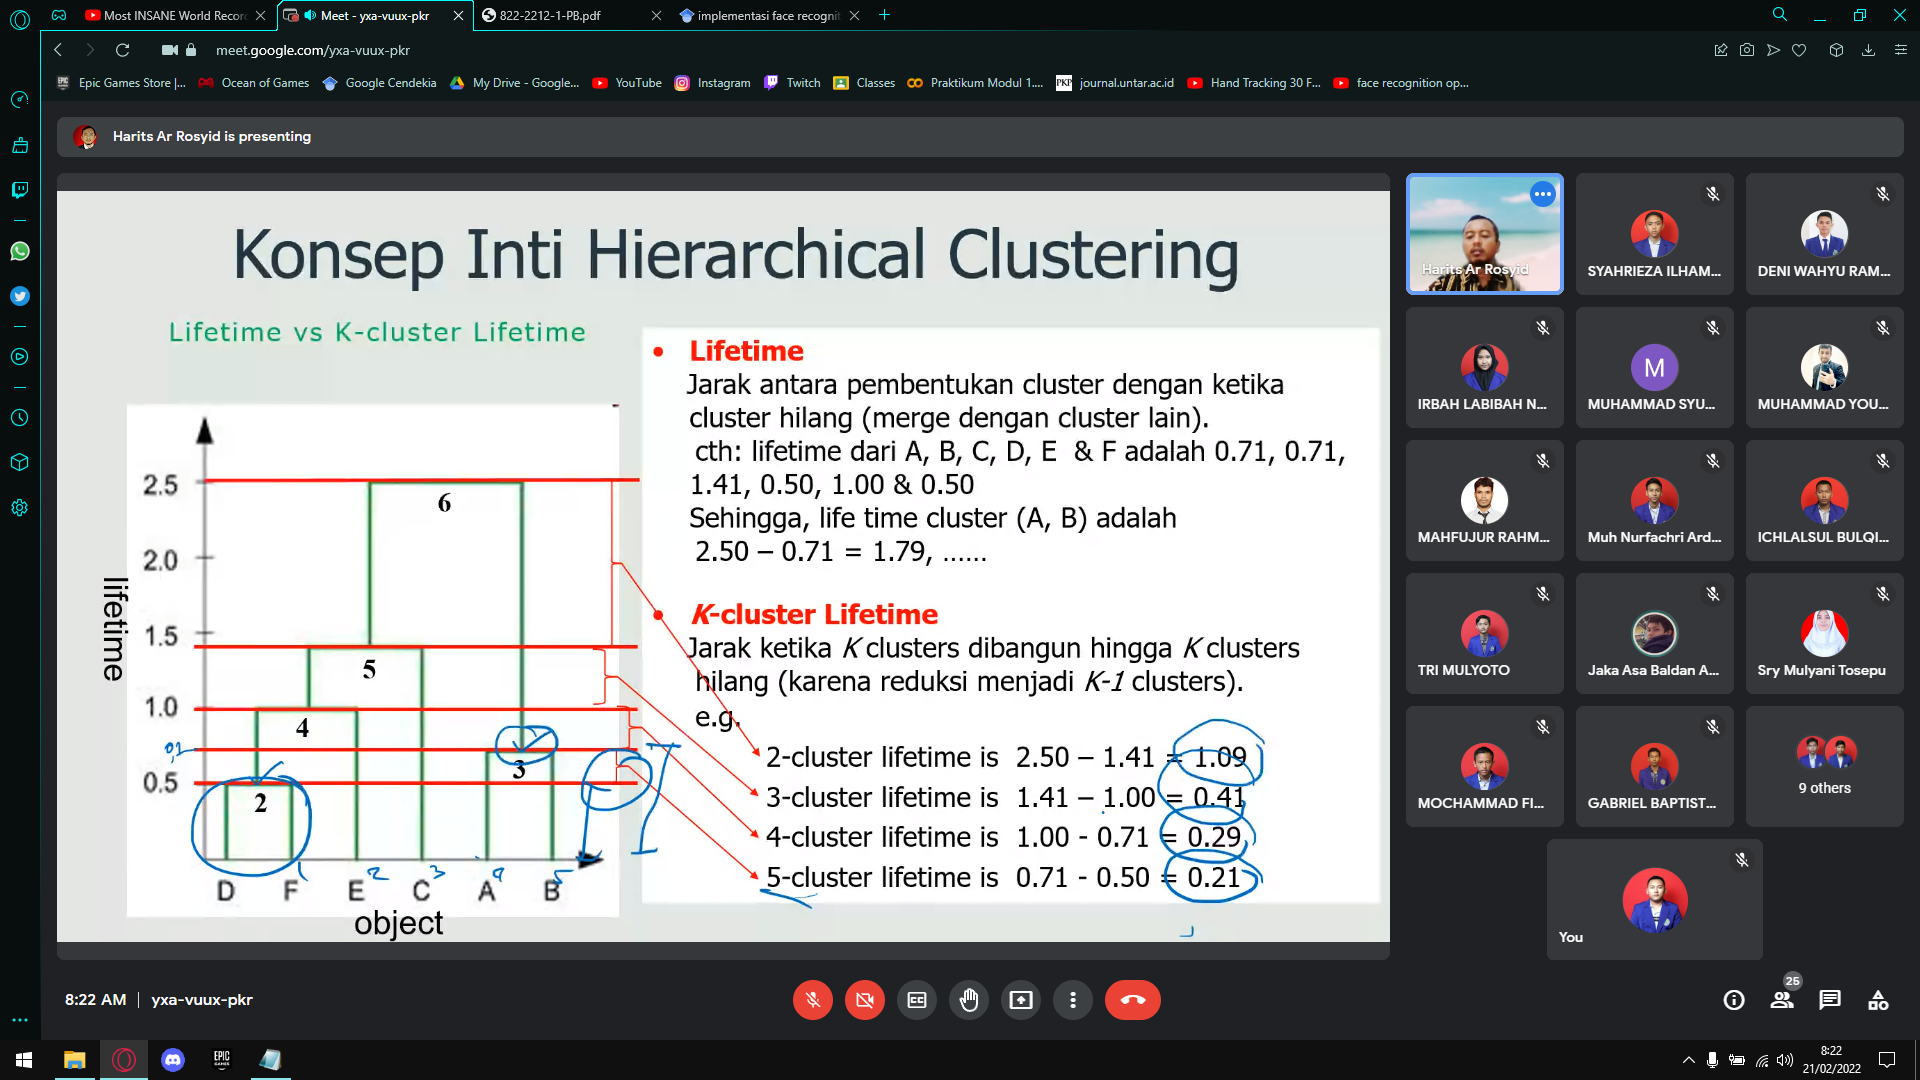 Most INSANE World Recor
Meet - yxa-vuux-pkr
822-2212-1-PB.pdf
implementasi face recognit
meet.google.com/yxa-vuux-pkr
Epic Games Store |...
Ocean of Games
Google Cendekia
My Drive - Google...
YouTube
Instagram
Twitch
Classes
Praktikum Modul 1....
PKP
journal.untar.ac.id
Hand Tracking 30 F...
face recognition op...
Harits Ar Rosyid is presenting
Konsep Inti Hierarchical Clustering
Lifetime vs K-cluster Lifetime
lifetime
2.5
2.0
1.5
1.0
0.5
6
5
4
3
2
D F E C A B
1 2 3 4 5
object
• Lifetime
Jarak antara pembentukan cluster dengan ketika
cluster hilang (merge dengan cluster lain).
cth: lifetime dari A, B, C, D, E & F adalah 0.71, 0.71,
1.41, 0.50, 1.00 & 0.50
Sehingga, life time cluster (A, B) adalah
2.50 – 0.71 = 1.79, ......
• K-cluster Lifetime
Jarak ketika K clusters dibangun hingga K clusters
hilang (karena reduksi menjadi K-1 clusters).
e.g.
2-cluster lifetime is 2.50 – 1.41 = 1.09
3-cluster lifetime is 1.41 – 1.00 = 0.41
4-cluster lifetime is 1.00 - 0.71 = 0.29
5-cluster lifetime is 0.71 - 0.50 = 0.21
Harits Ar Rosyid
SYAHRIEZA ILHAM...
DENI WAHYU RAM...
IRBAH LABIBAH N...
M
MUHAMMAD SYU...
MUHAMMAD YOU...
MAHFUJUR RAHM...
Muh Nurfachri Ard...
ICHLALSUL BULQI...
TRI MULYOTO
Jaka Asa Baldan A...
Sry Mulyani Tosepu
MOCHAMMAD FI...
GABRIEL BAPTIST...
9 others
You
8:22 AM | yxa-vuux-pkr
25
EPIC
GAMES
8:22
21/02/2022